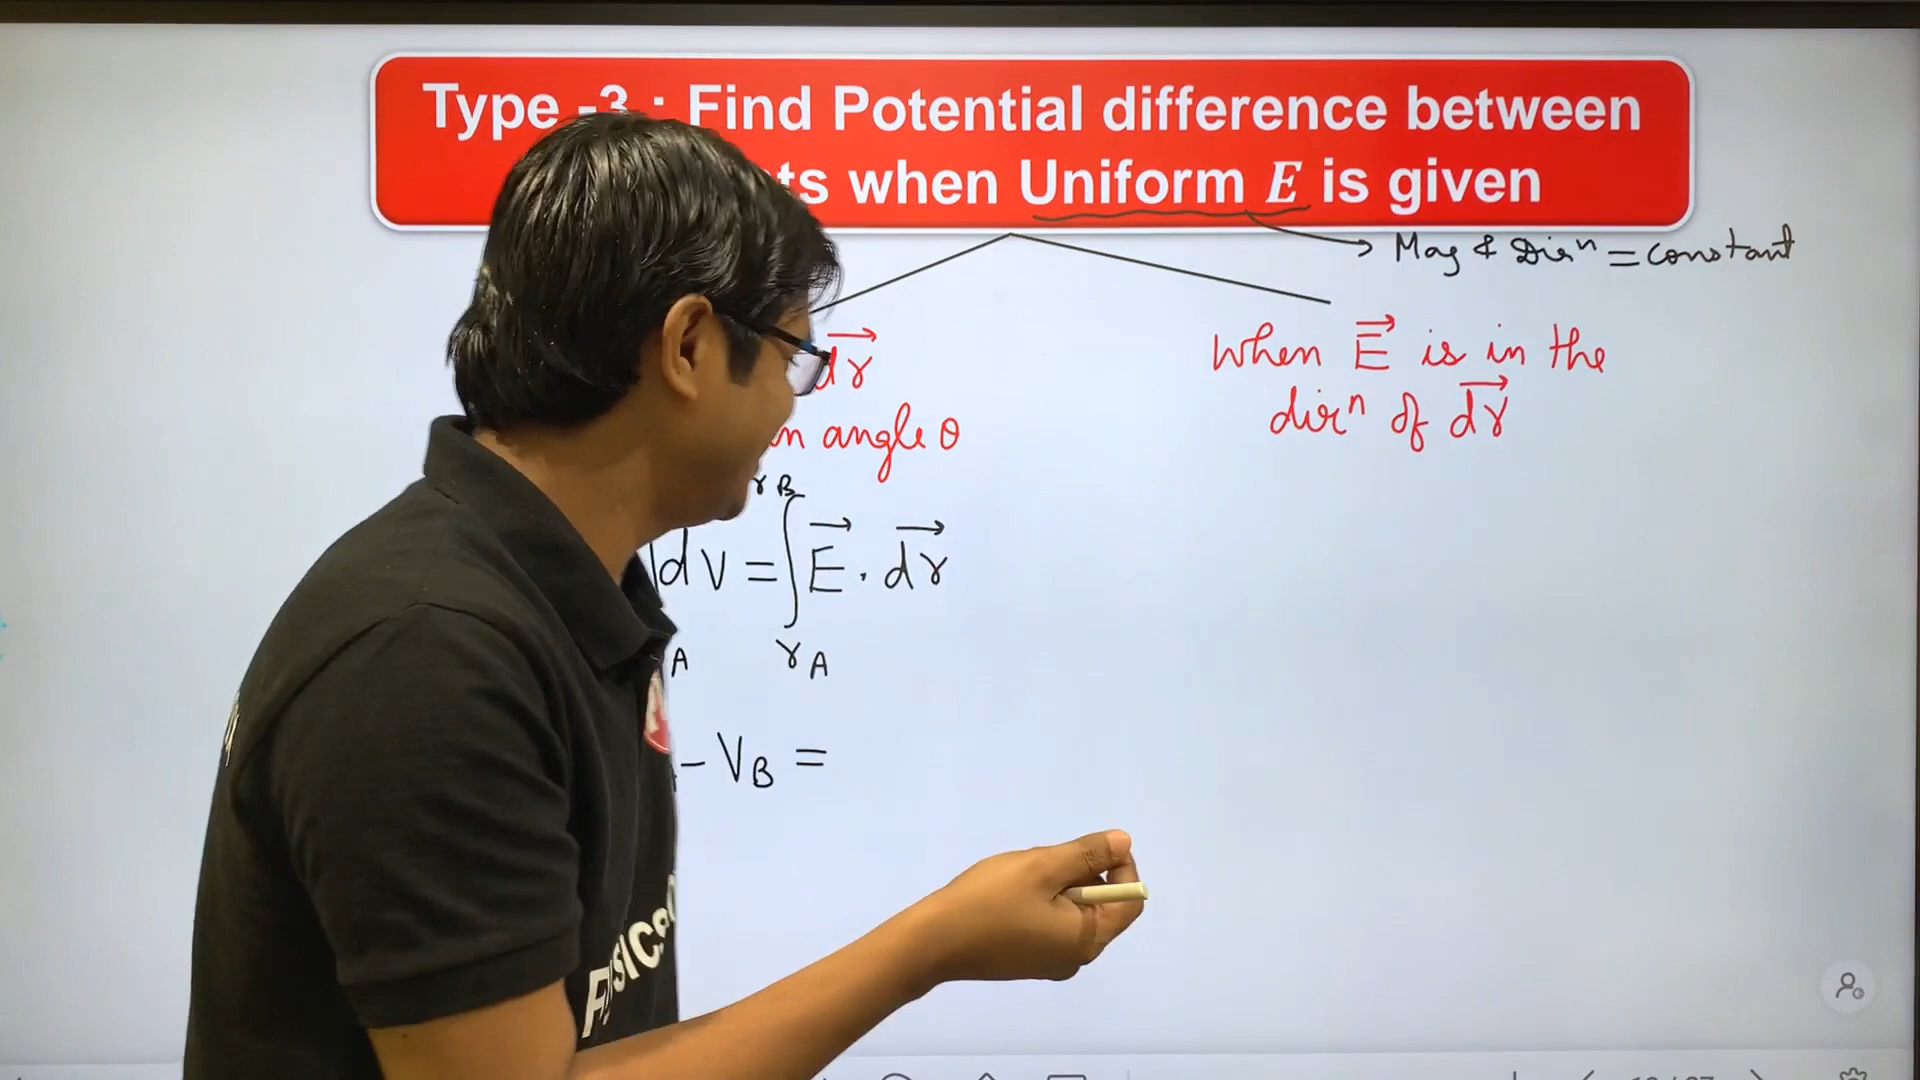 Type -3 : Find Potential difference between
ts when Uniform E is given
Mag & Dirⁿ = constant
dr
When E is in the
an angle θ
dirⁿ of dr
rB
dV = ∫ E . dr
A rA
- VB =